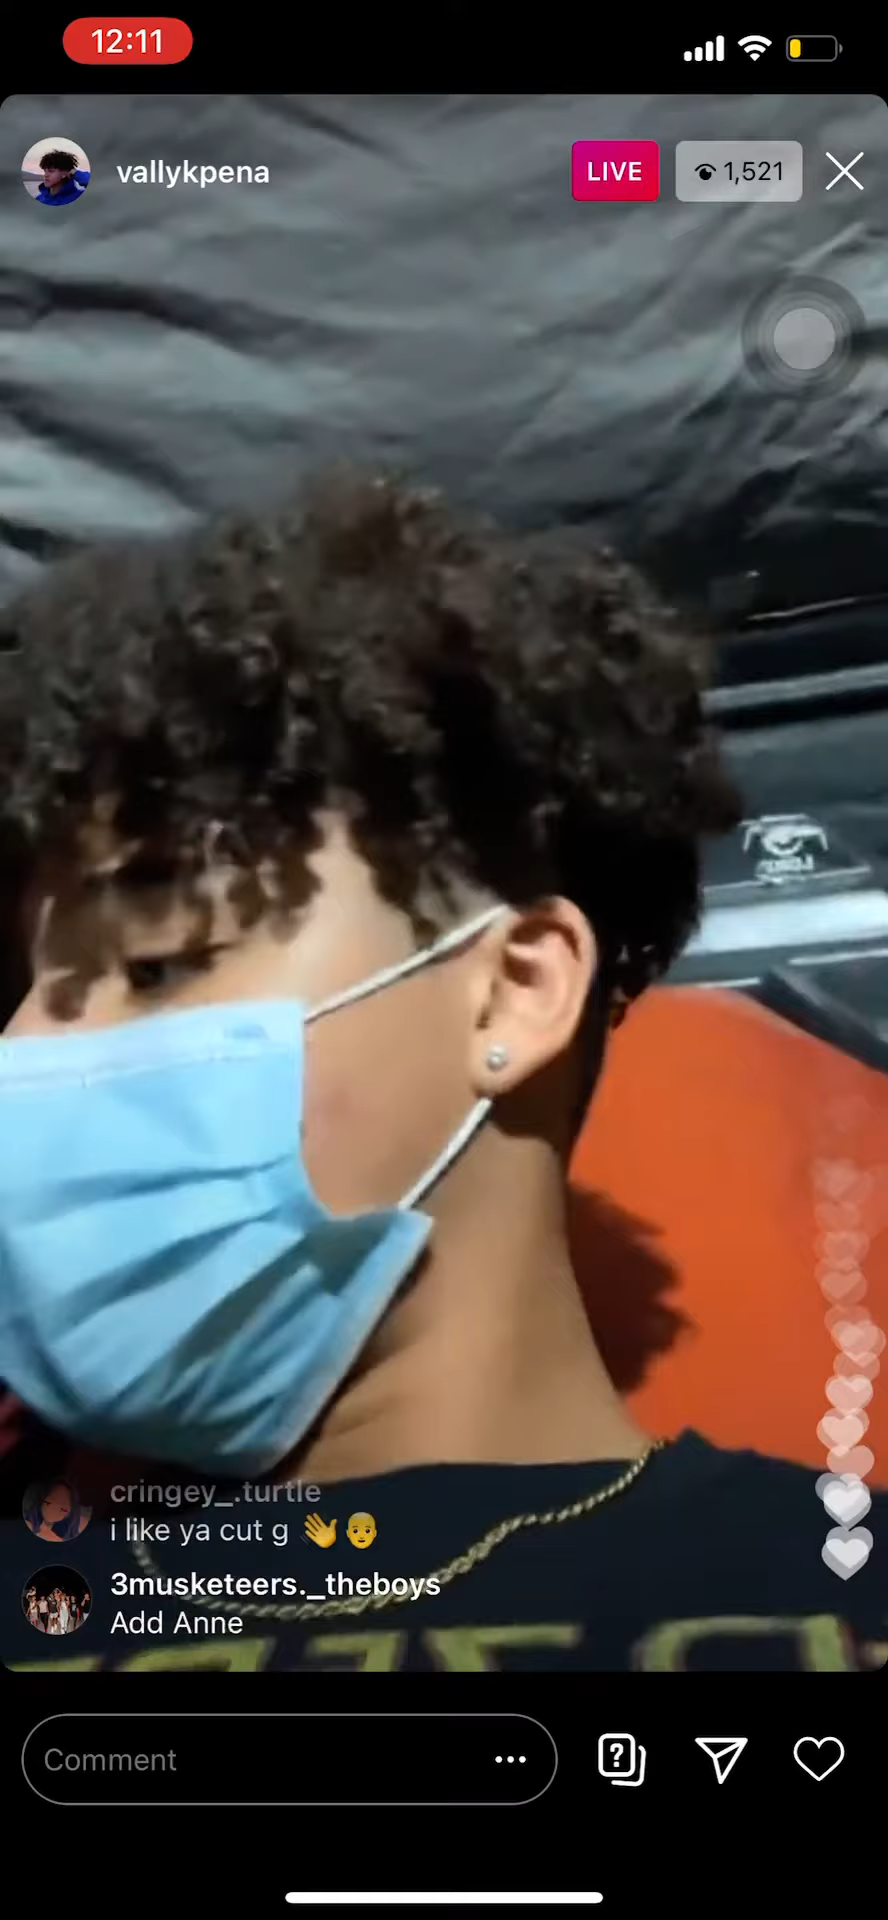 12:11
vallykpena
LIVE
1,521
cringey_.turtle
i like ya cut g 👋👨‍🦲
3musketeers._theboys
Add Anne
Comment